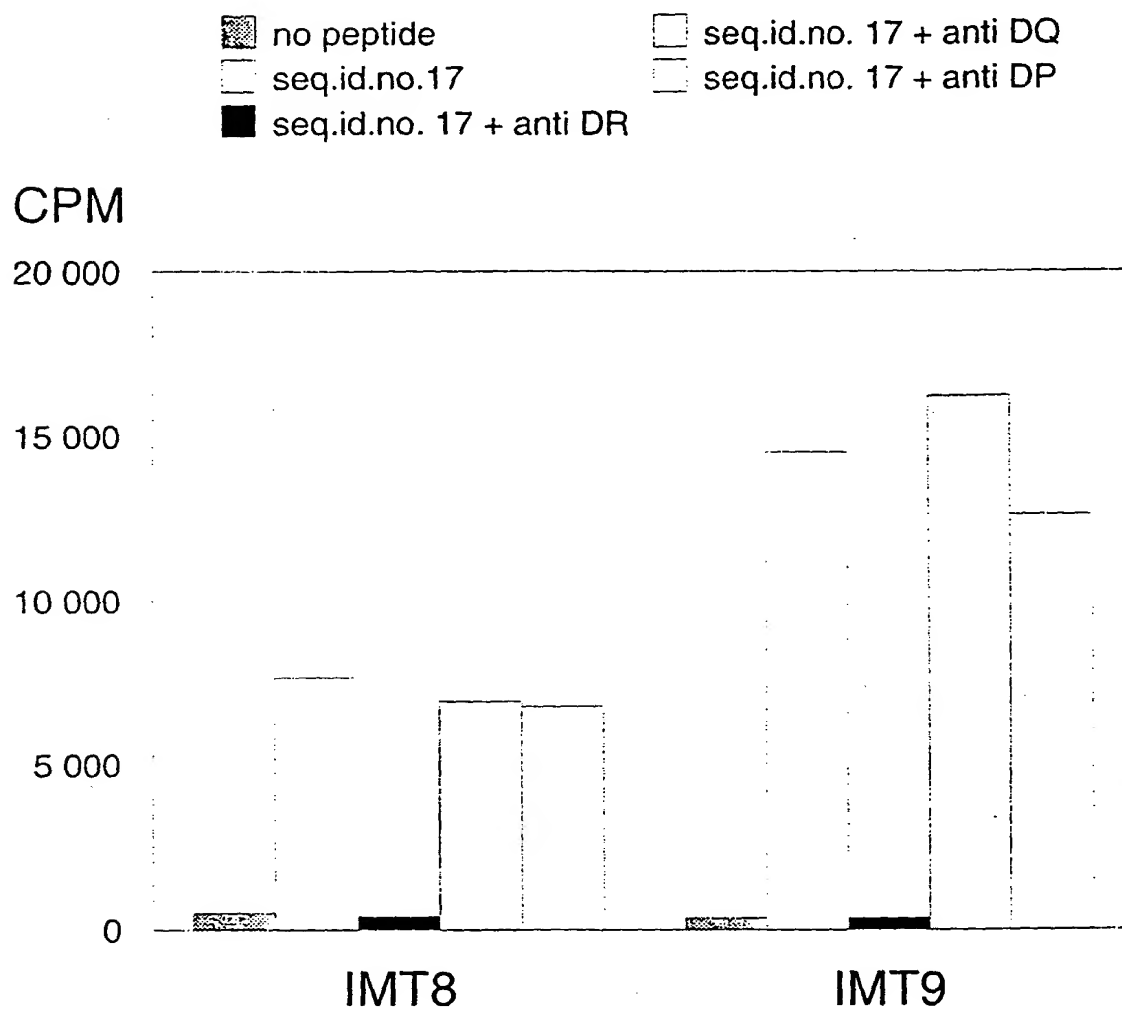 no peptide
seq.id.no.17
seq.id.no. 17 + anti DR
seq.id.no. 17 + anti DQ
seq.id.no. 17 + anti DP
CPM
20 000
15 000
10 000
5 000
0
IMT8
IMT9